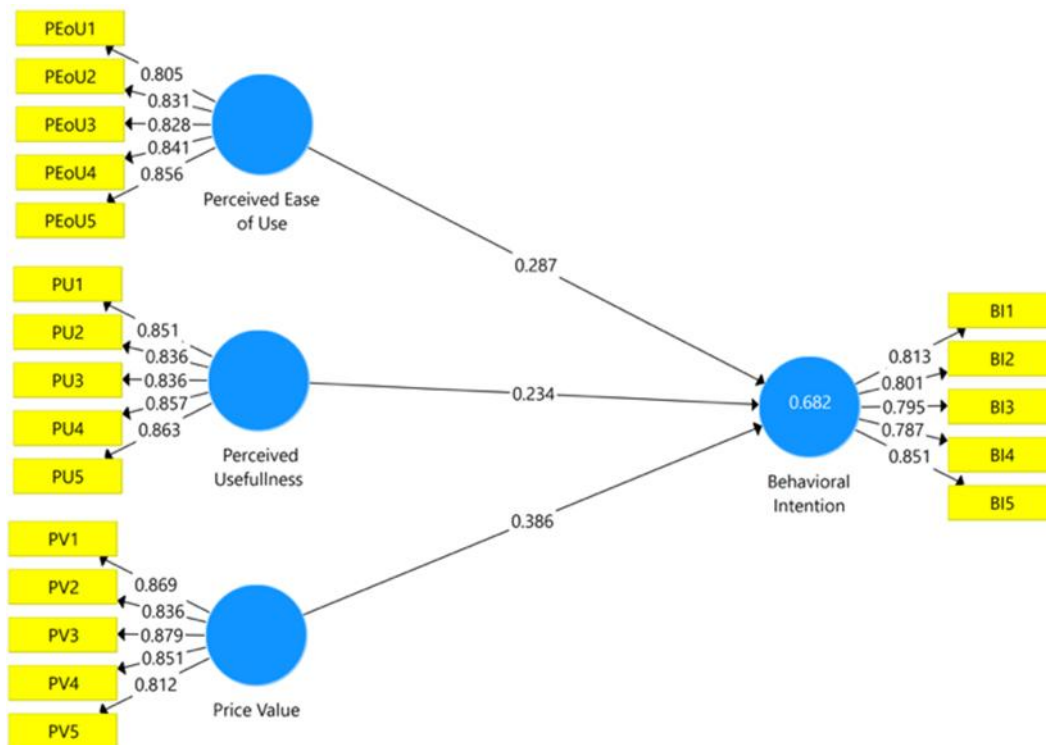 PEoU1
PEoU2
PEoU3
PEoU4
PEoU5
0.805
0.831
0.828
0.841
0.856
Perceived Ease
of Use
0.287
PU1
PU2
PU3
PU4
PU5
0.851
0.836
0.836
0.857
0.863
Perceived
Usefullness
0.234
PV1
PV2
PV3
PV4
PV5
0.869
0.836
0.879
0.851
0.812
Price Value
0.386
0.682
Behavioral
Intention
0.813
0.801
0.795
0.787
0.851
BI1
BI2
BI3
BI4
BI5